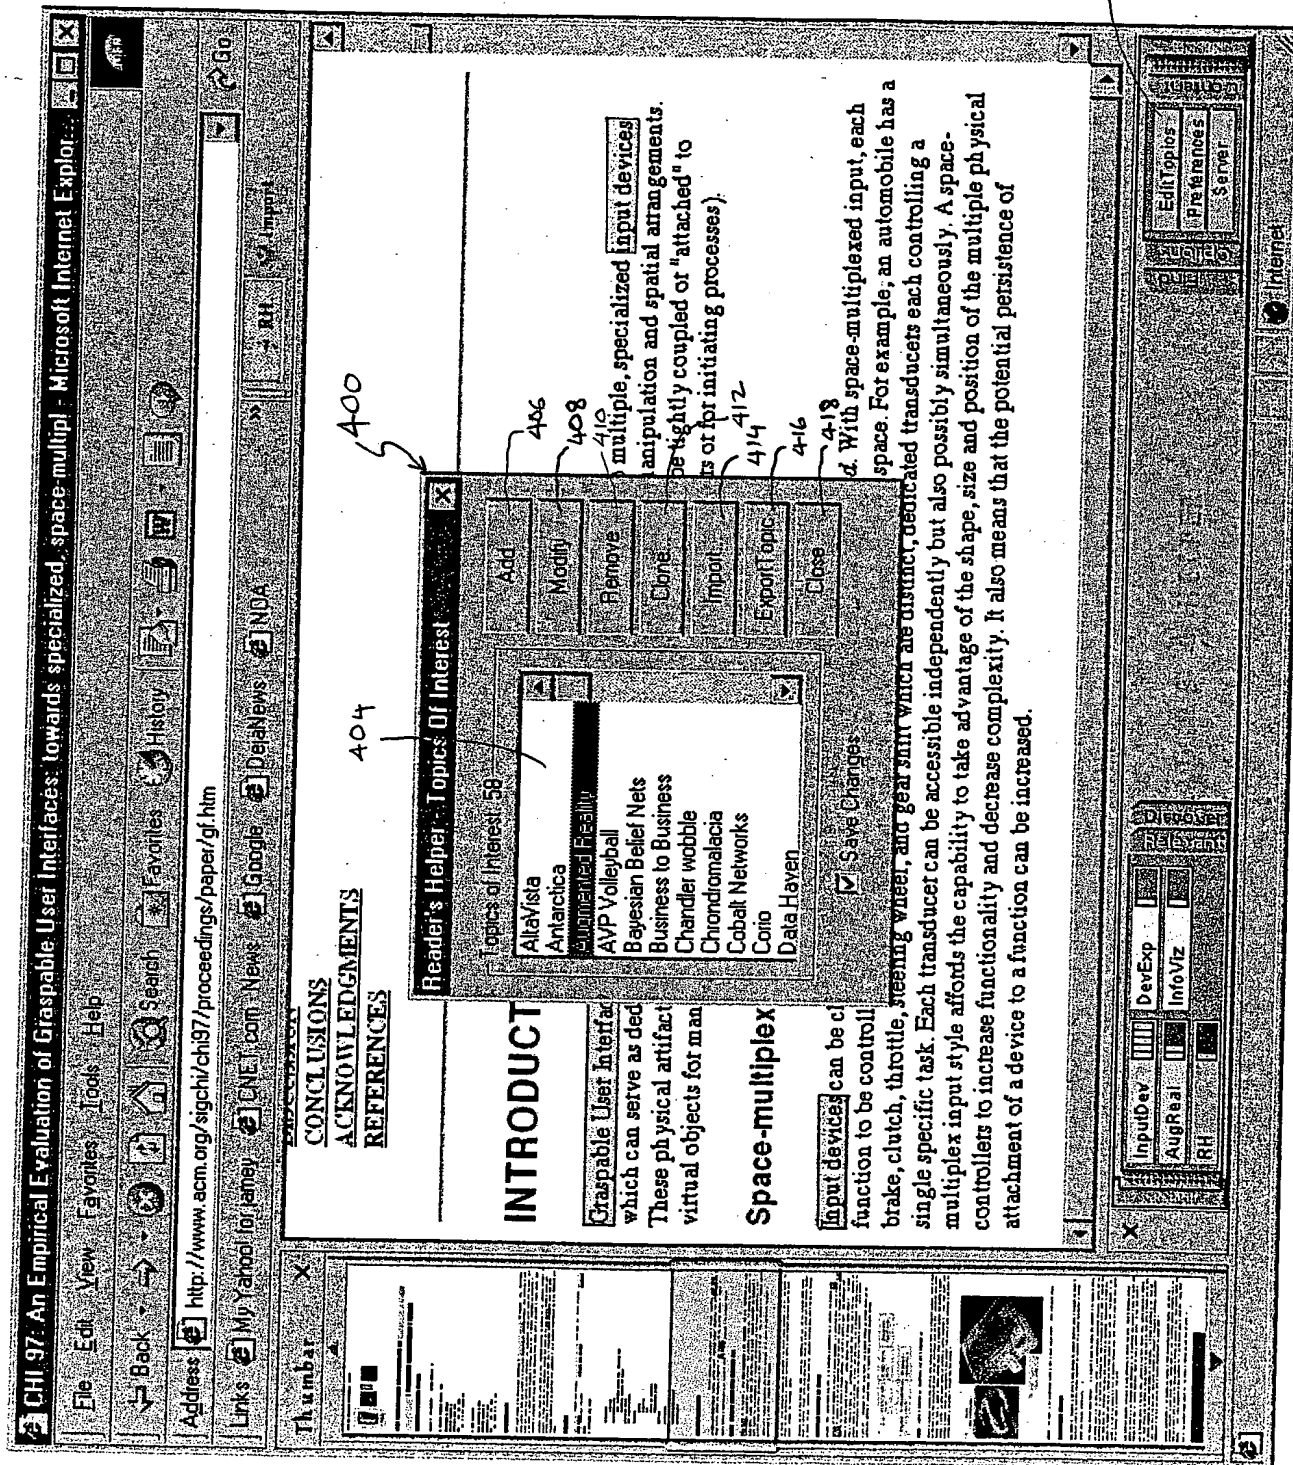 CHI 97: An Empirical Evaluation of Graspable User Interfaces: towards specialized, space-multipl - Microsoft Internet Explor...
File Edit View Favorites Tools Help
Back Search Favorites History
Address http://www.acm.org/sigchi/chi97/proceedings/paper/gf.htm Go
Links My Yahoo! for jamey CNET.com - News Google DejaNews NDA » RH Jumpout
Thumbar X
CONCLUSIONS
ACKNOWLEDGMENTS
REFERENCES
404
400
INTRODUCT
Graspable User Interfac
multiple, specialized input devices
which can serve as ded
anipulation and spatial arrangements
These physical artifact
be tightly coupled or "attached" to
virtual objects for man
rs or for initiating processes).
Space-multiplex
Input devices can be cl
d. With space-multiplexed input, each
function to be controll
space. For example, an automobile has a
brake, clutch, throttle, steering wheel, and gear shift which are distinct, dedicated transducers each controlling a
single specific task. Each transducer can be accessible independently but also possibly simultaneously. A space-
multiplex input style affords the capability to take advantage of the shape, size and position of the multiple physical
controllers to increase functionality and decrease complexity. It also means that the potential persistence of
attachment of a device to a function can be increased.
Reader's Helper - Topics Of Interest
Topics of Interest: 58
AltaVista
Antarctica
Augmented Reality
AVP Volleyball
Bayesian Belief Nets
Business to Business
Chandler wobble
Chondromalacia
Cobalt Networks
Corio
Data Haven
Save Changes
Add
Modify
Remove
Clone
Import
Export Topic
Close
406
408
410
412
414
416
418
X
InputDev DevExp
AugReal InfoViz
RH
Relevant
Dictionary
Find
Options
Edit Topics
Preferences
Server
Content
Internet